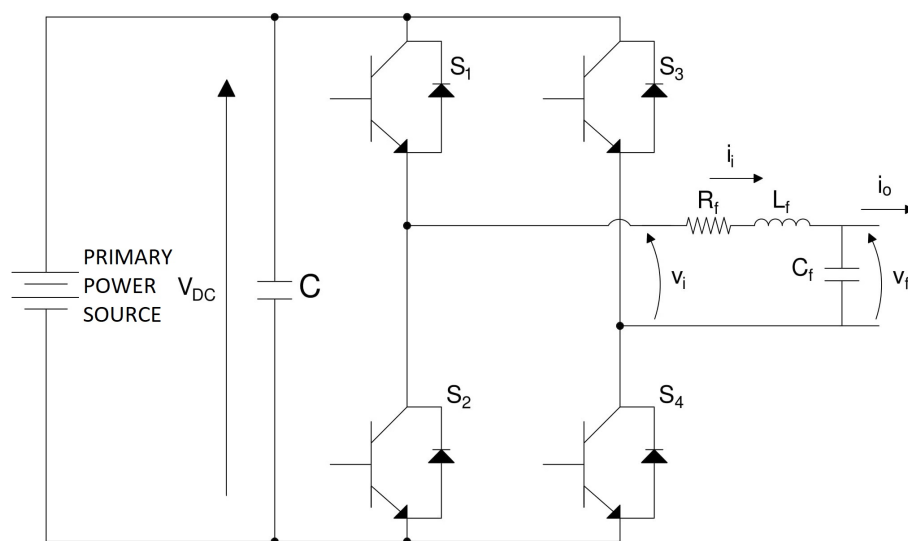 S1
S3
ii
io
Rf
Lf
PRIMARY
POWER
SOURCE
VDC
C
vi
Cf
vf
S2
S4